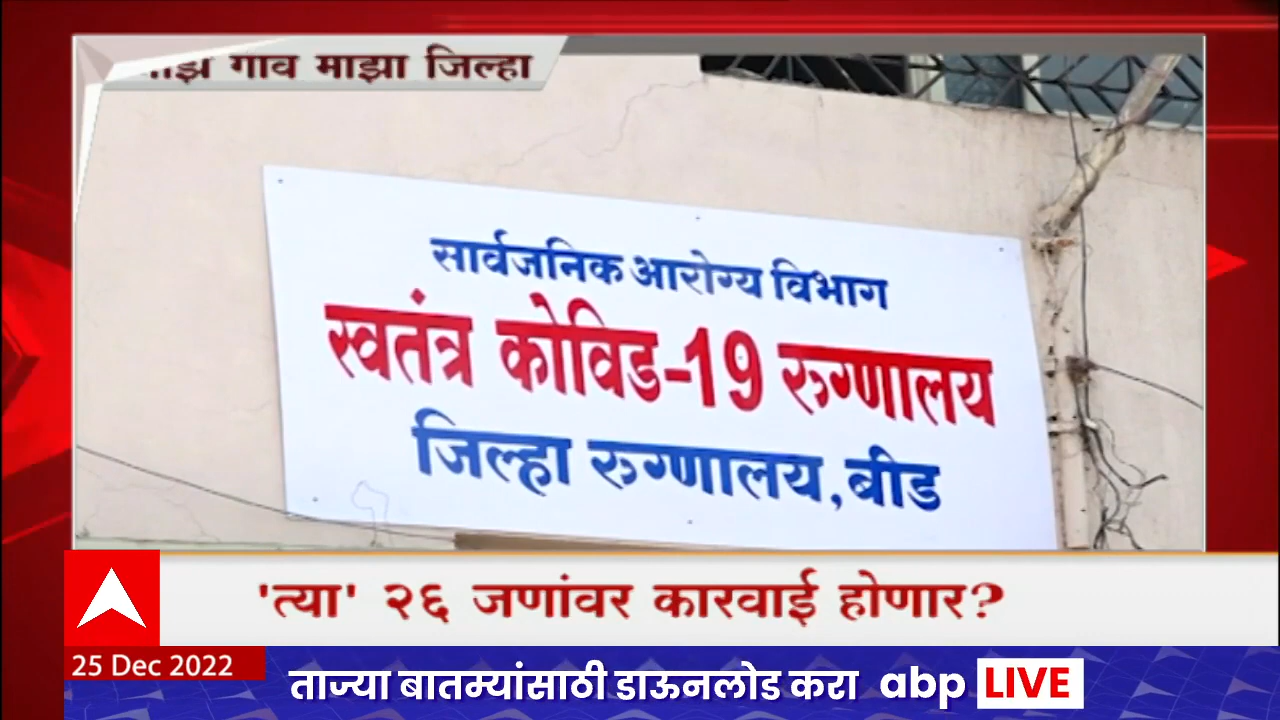 गाव माझा जिल्हा
सार्वजनिक आरोग्य विभाग
स्वतंत्र कोविड-19 रुग्णालय
जिल्हा रुग्णालय, बीड
'त्या' २६ जणांवर कारवाई होणार?
25 Dec 2022
ताज्या बातम्यांसाठी डाऊनलोड करा abp LIVE